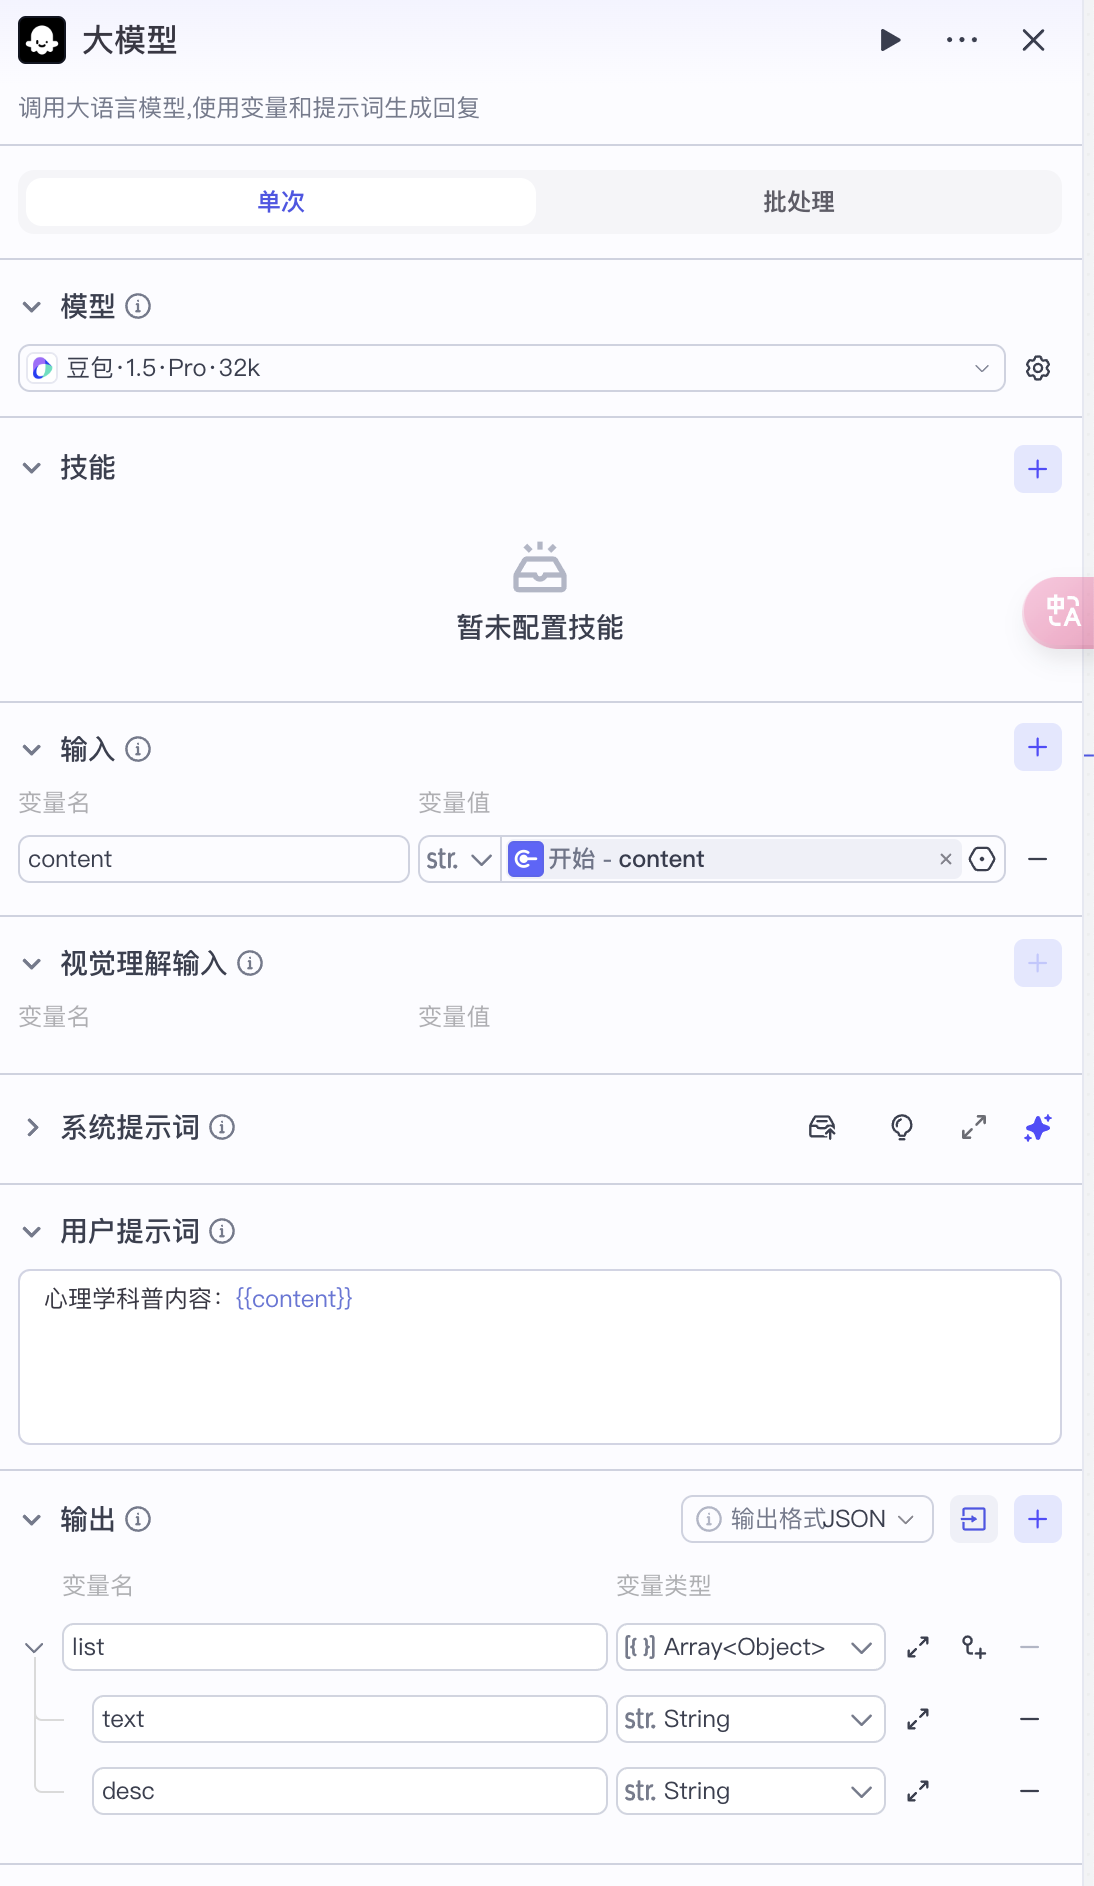 大模型
调用大语言模型,使用变量和提示词生成回复
单次
批处理
模型
豆包·1.5·Pro·32k
技能
暂未配置技能
输入
变量名
变量值
content
str.
开始 - content
视觉理解输入
变量名
变量值
系统提示词
用户提示词
心理学科普内容：{{content}}
输出
输出格式JSON
变量名
变量类型
list
[{}] Array<Object>
text
str. String
desc
str. String